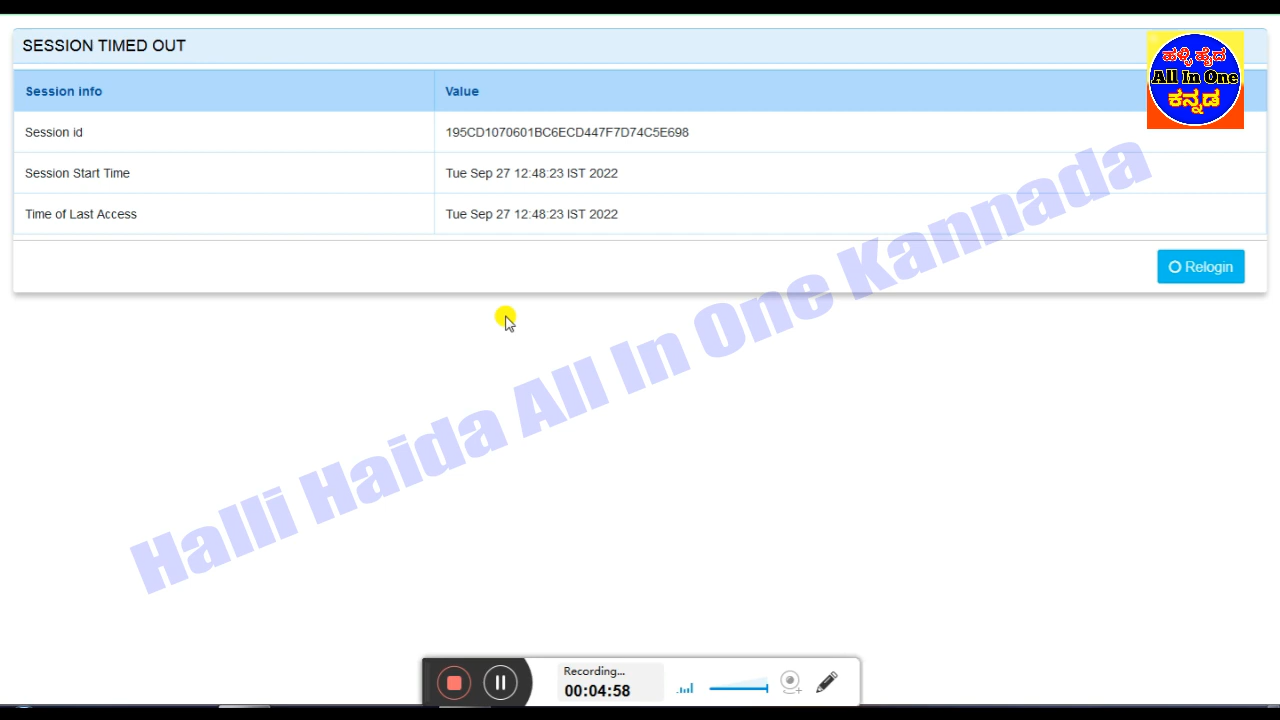 SESSION TIMED OUT
Session info Value
Session id 195CD1070601BC6ECD447F7D74C5E698
Session Start Time Tue Sep 27 12:48:23 IST 2022
Time of Last Access Tue Sep 27 12:48:23 IST 2022
Relogin
ಹಳ್ಳಿ ಹೈದ
All In One
ಕನ್ನಡ
Halli Haida All In One Kannada
Recording...
00:04:58